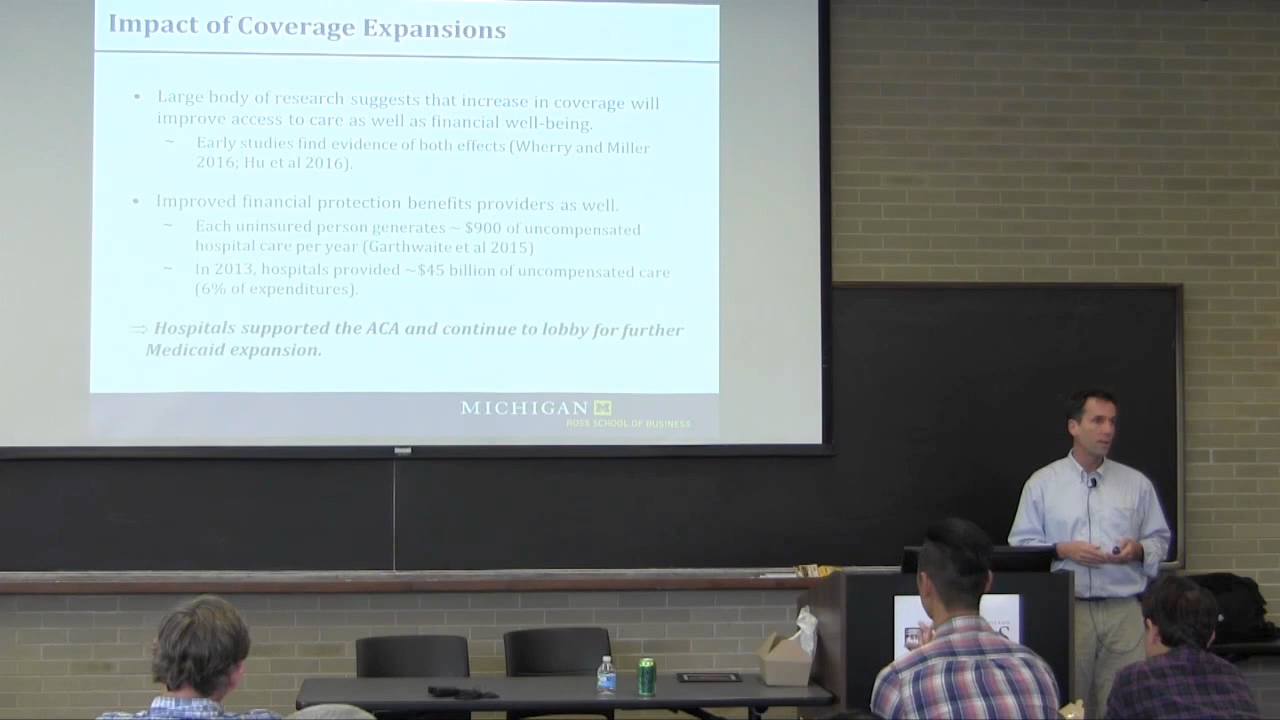 Impact of Coverage Expansions
• Large body of research suggests that increase in coverage will
improve access to care as well as financial well-being.
~ Early studies find evidence of both effects (Wherry and Miller
2016; Hu et al 2016).
• Improved financial protection benefits providers as well.
~ Each uninsured person generates ~ $900 of uncompensated
hospital care per year (Garthwaite et al 2015)
~ In 2013, hospitals provided ~$45 billion of uncompensated care
(6% of expenditures).
⇒ Hospitals supported the ACA and continue to lobby for further
Medicaid expansion.
MICHIGAN M
ROSS SCHOOL OF BUSINESS